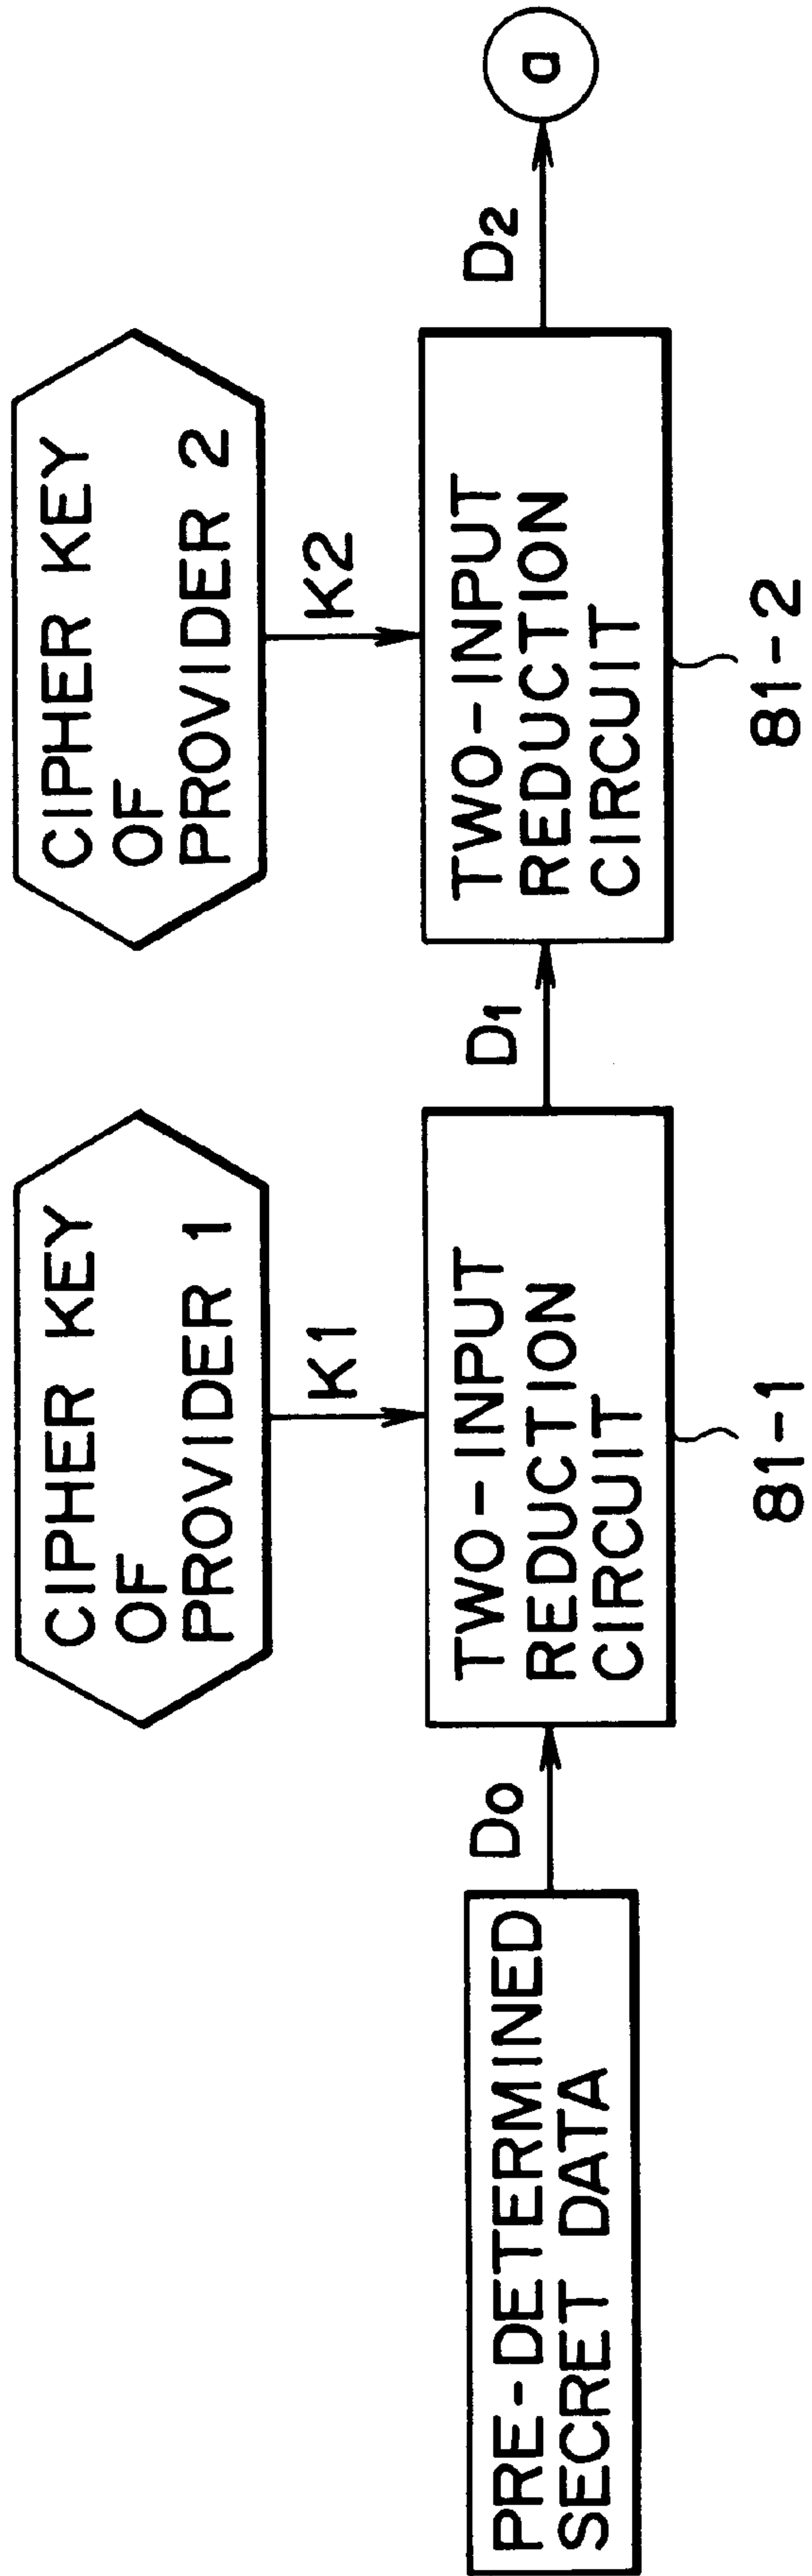 CIPHER KEY
OF
PROVIDER 1
CIPHER KEY
OF
PROVIDER 2
K1
K2
PRE-DETERMINED
SECRET DATA
D0
TWO-INPUT
REDUCTION
CIRCUIT
D1
TWO-INPUT
REDUCTION
CIRCUIT
D2
a
81-1
81-2